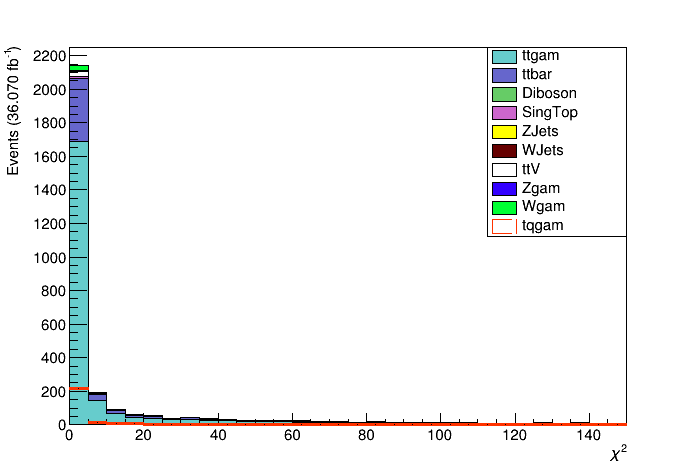 Events (36.070 fb⁻¹)
2200
2000
1800
1600
1400
1200
1000
800
600
400
200
0
0 20 40 60 80 100 120 140
χ²
ttgam
ttbar
Diboson
SingTop
ZJets
WJets
ttV
Zgam
Wgam
tqgam